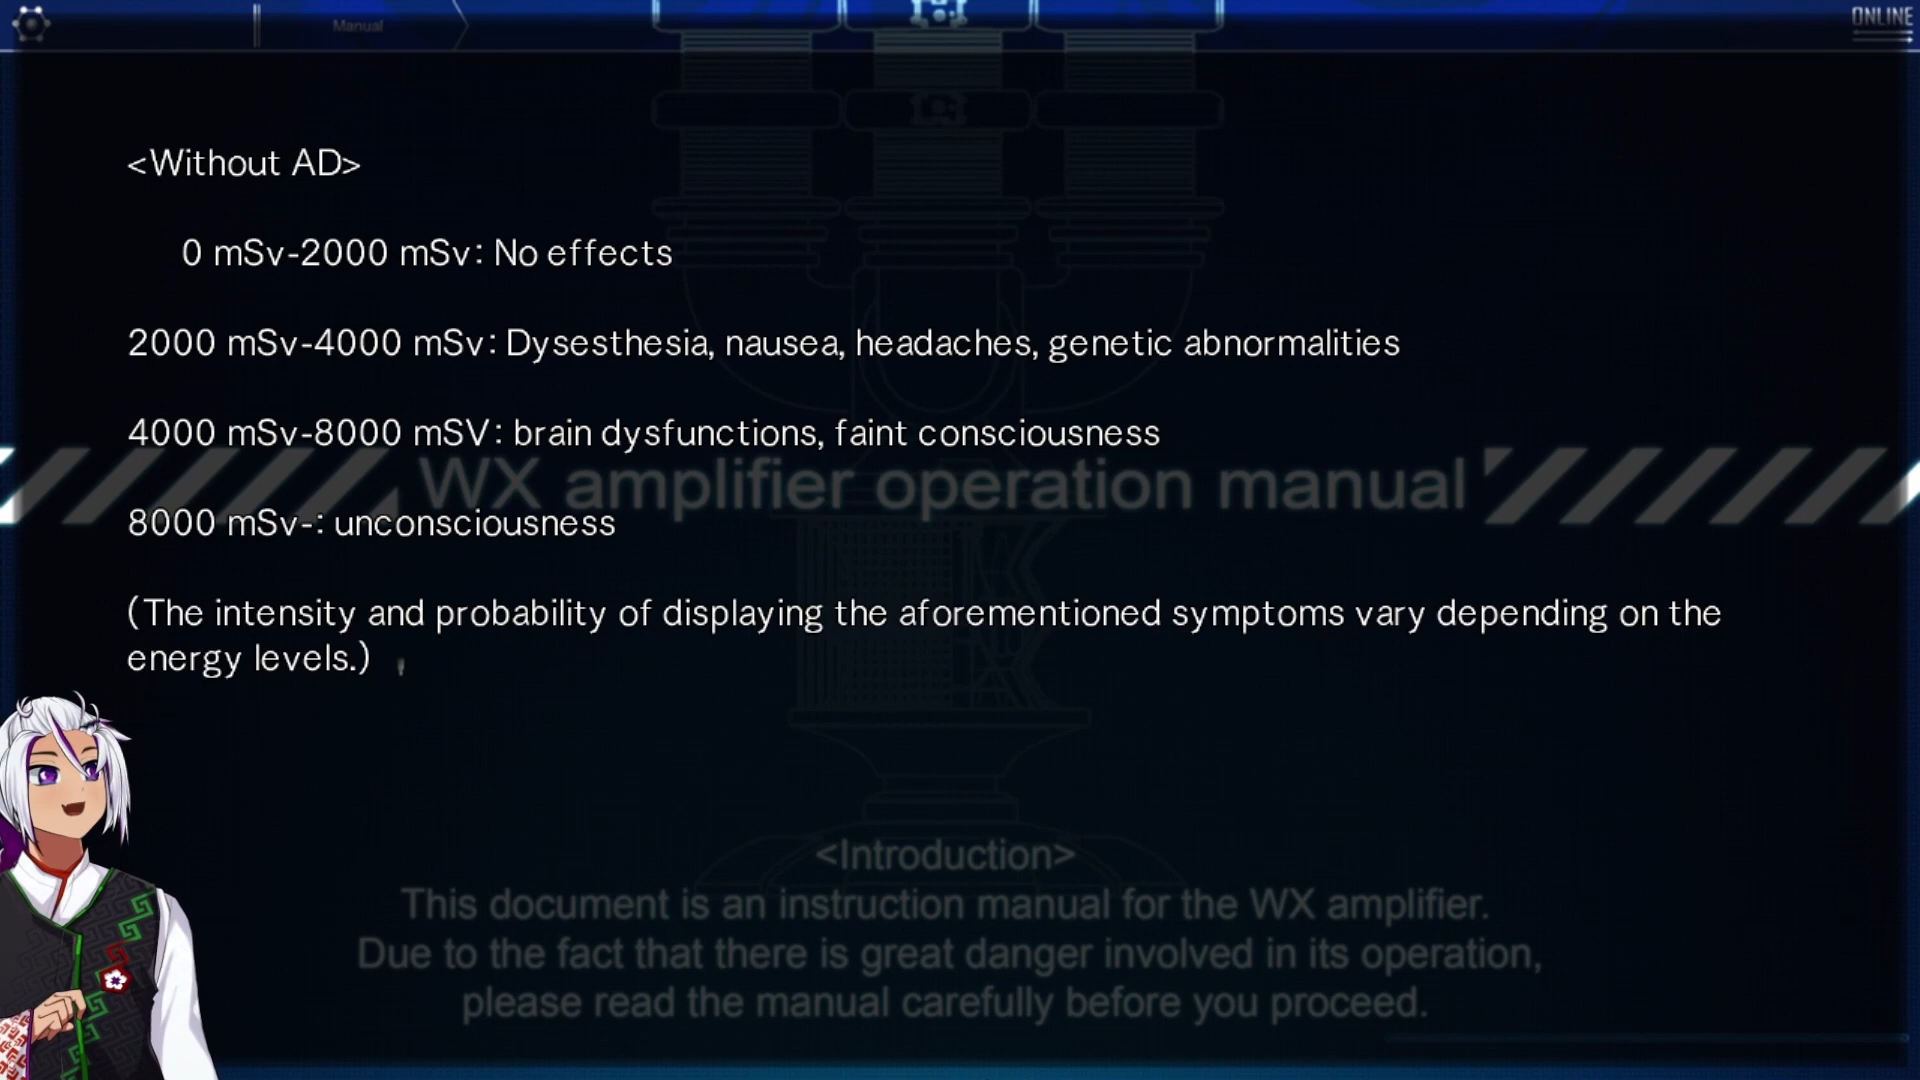 Manual
ONLINE
<Without AD>
0 mSv-2000 mSv: No effects
2000 mSv-4000 mSv: Dysesthesia, nausea, headaches, genetic abnormalities
4000 mSv-8000 mSV: brain dysfunctions, faint consciousness
WX amplifier operation manual
8000 mSv-: unconsciousness
(The intensity and probability of displaying the aforementioned symptoms vary depending on the
energy levels.)
<Introduction>
This document is an instruction manual for the WX amplifier.
Due to the fact that there is great danger involved in its operation,
please read the manual carefully before you proceed.